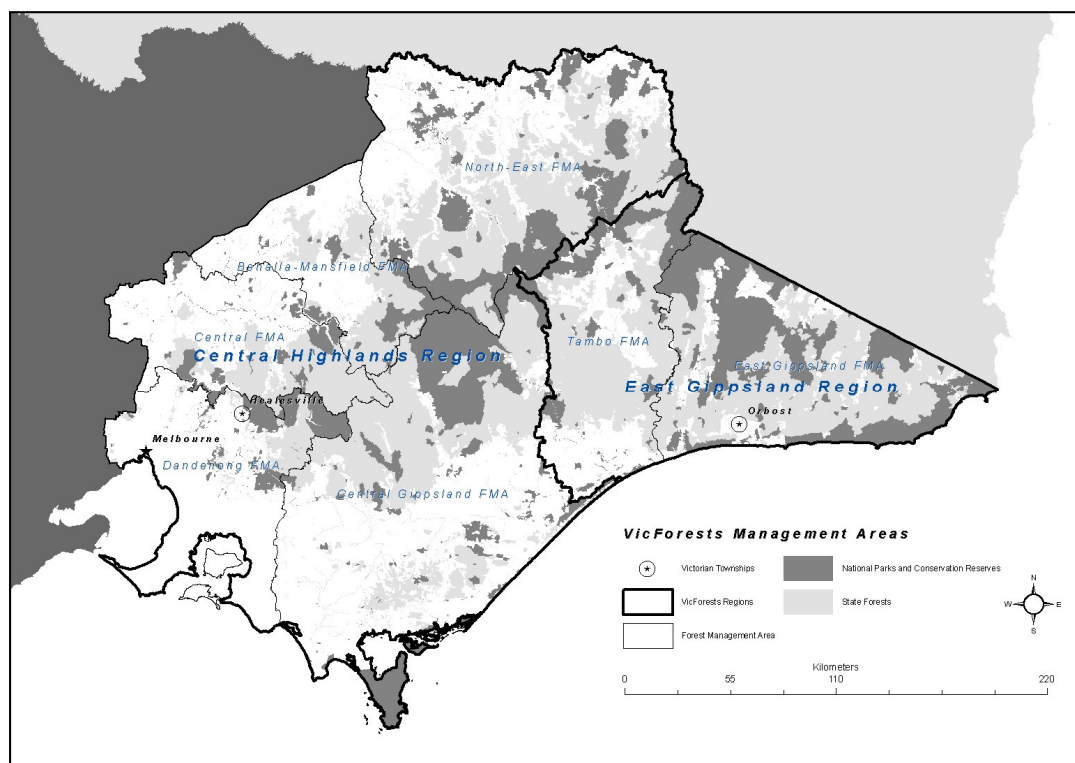 North-East FMA
Benalla-Mansfield FMA
Central FMA
Central Highlands Region
Tambo FMA
East Gippsland FMA
East Gippsland Region
Healesville
Orbost
Melbourne
Dandenong FMA
Central Gippsland FMA
VicForests Management Areas
Victorian Townships
National Parks and Conservation Reserves
VicForests Regions
State Forests
Forest Management Area
N
W E
S
Kilometers
0 55 110 220